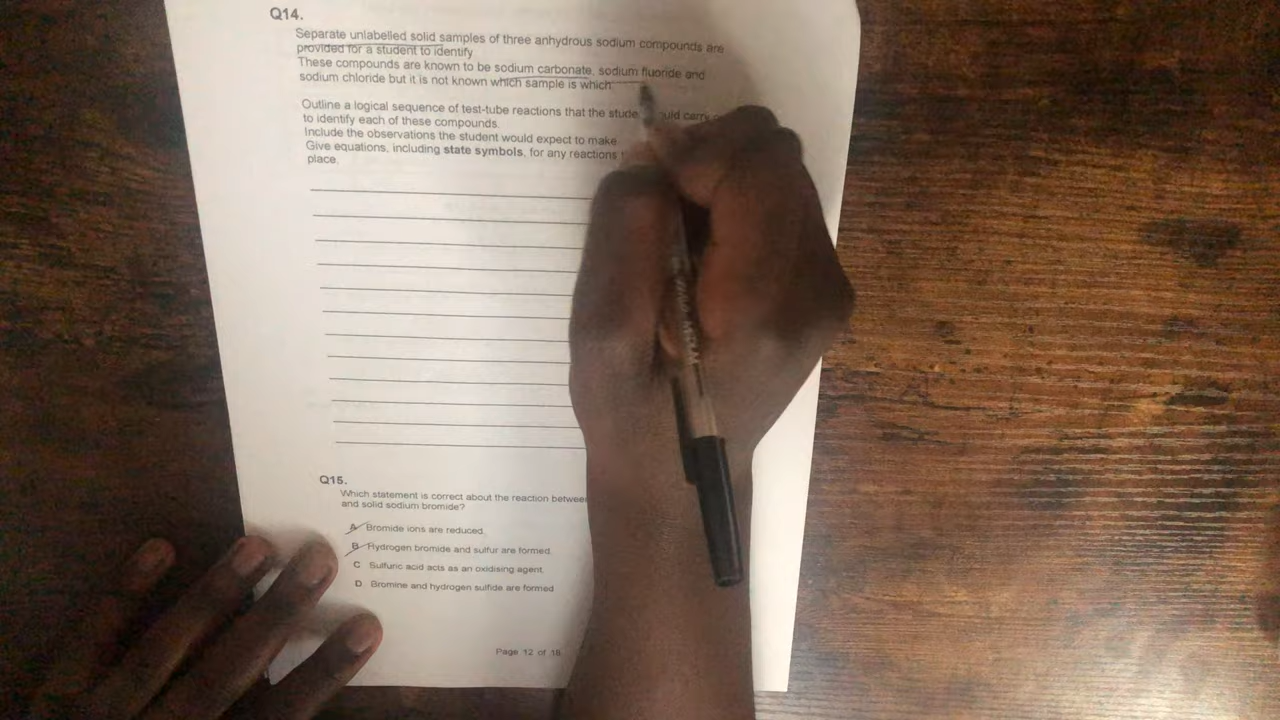 Q14.
Separate unlabelled solid samples of three anhydrous sodium compounds are
provided for a student to identify
These compounds are known to be sodium carbonate, sodium fluoride and
sodium chloride but it is not known which sample is which
Outline a logical sequence of test-tube reactions that the carry
to identify each of these compounds.
Include the observations the student would expect to make
Give equations, including state symbols, for any reactions
place.
Q15.
Which statement is correct about the reaction between
and solid sodium bromide?
A Bromide ions are reduced.
B Hydrogen bromide and sulfur are formed.
C Sulfuric acid acts as an oxidising agent.
D Bromine and hydrogen sulfide are formed
Page 12 of 18